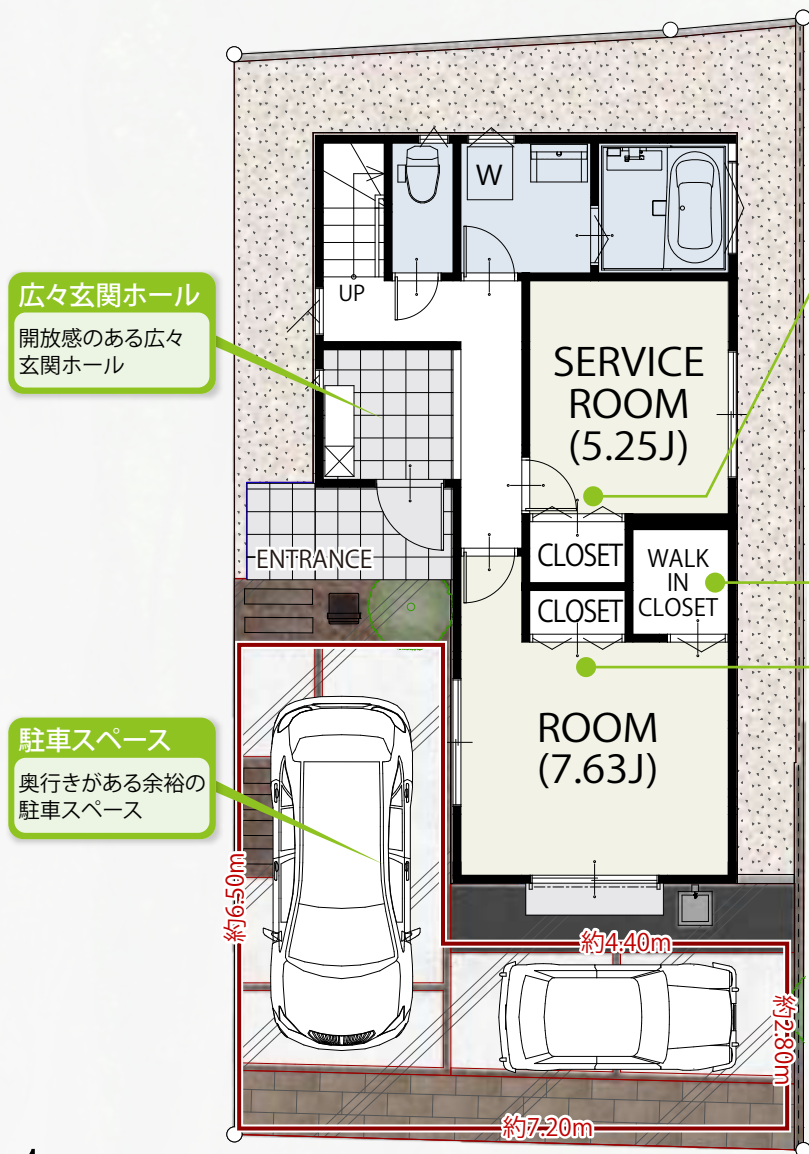 W
UP
広々玄関ホール
開放感のある広々
玄関ホール
SERVICE
ROOM
(5.25J)
ENTRANCE
CLOSET
WALK
IN
CLOSET
CLOSET
ROOM
(7.63J)
駐車スペース
奥行きがある余裕の
駐車スペース
約6.50m
約4.40m
約2.80m
約7.20m